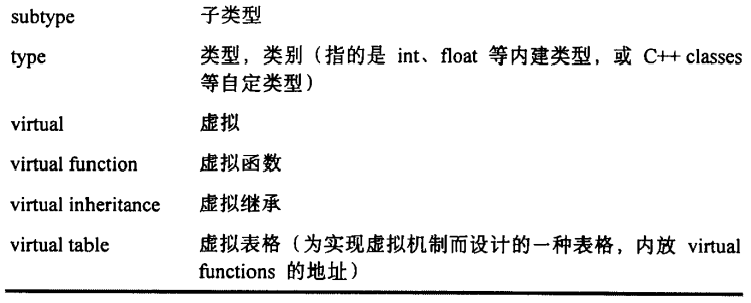 subtype 子类型
type 类型，类别（指的是 int、float 等内建类型，或 C++ classes
等自定类型）
virtual 虚拟
virtual function 虚拟函数
virtual inheritance 虚拟继承
virtual table 虚拟表格（为实现虚拟机制而设计的一种表格，内放 virtual
functions 的地址）